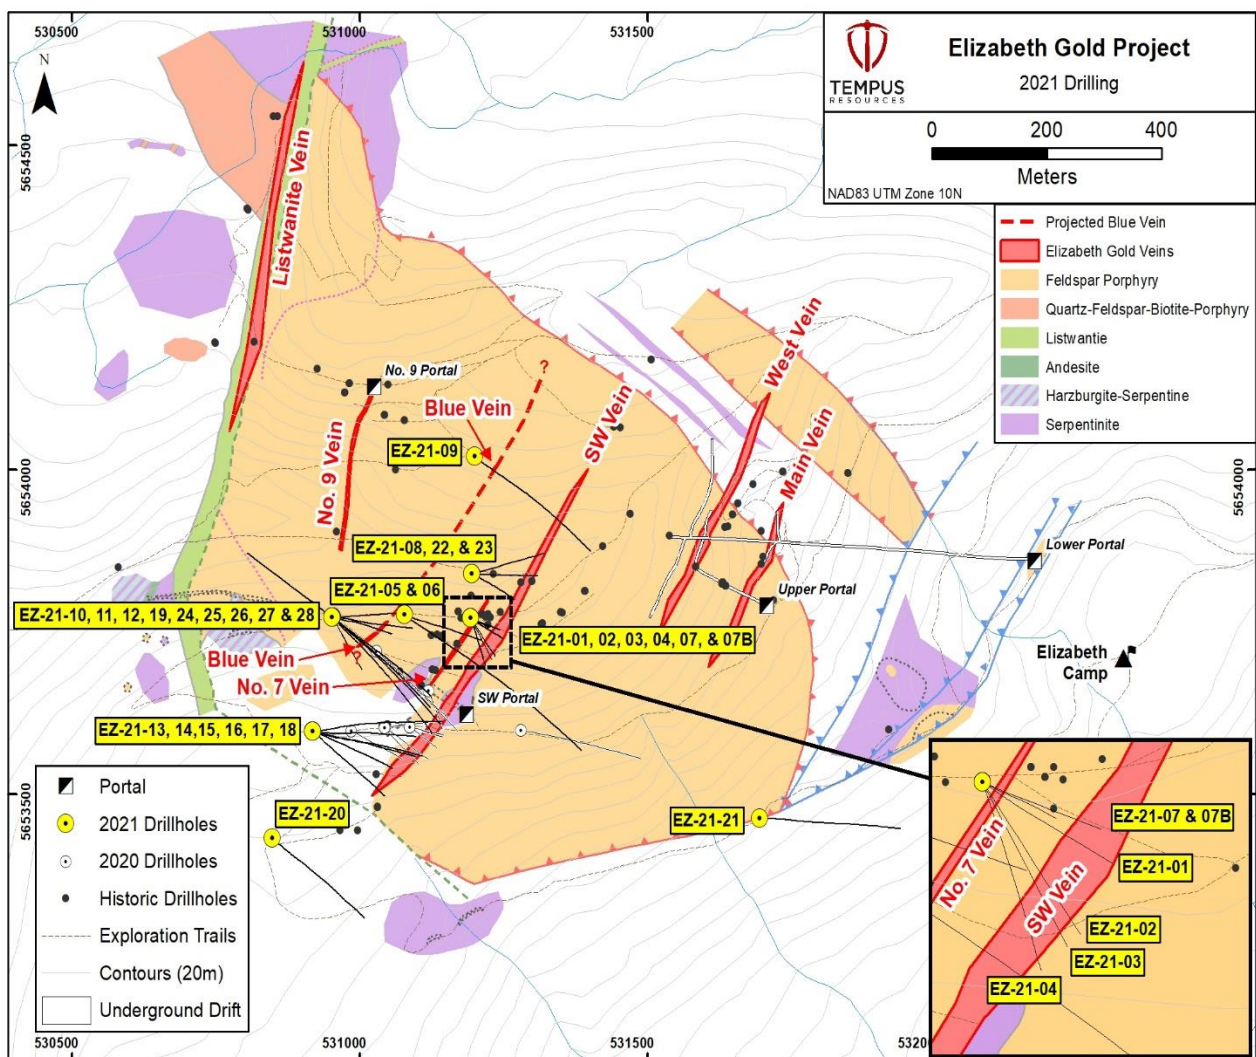 530500
531000
531500
5654500
5654000
5653500
5654000
530500
531000
531500
N
TEMPUS
RESOURCES
Elizabeth Gold Project
2021 Drilling
0 200 400
Meters
NAD83 UTM Zone 10N
Projected Blue Vein
Elizabeth Gold Veins
Feldspar Porphyry
Quartz-Feldspar-Biotite-Porphyry
Listwantie
Andesite
Harzburgite-Serpentine
Serpentinite
Listwanite Vein
No. 9 Portal
No. 9 Vein
?
Blue Vein
EZ-21-09
SW Vein
West Vein
Main Vein
Lower Portal
Upper Portal
Elizabeth
Camp
EZ-21-08, 22, & 23
EZ-21-05 & 06
EZ-21-10, 11, 12, 19, 24, 25, 26, 27 & 28
EZ-21-01, 02, 03, 04, 07, & 07B
Blue Vein
?
No. 7 Vein
SW Portal
EZ-21-13, 14,15, 16, 17, 18
EZ-21-20
EZ-21-21
Portal
2021 Drillholes
2020 Drillholes
Historic Drillholes
Exploration Trails
Contours (20m)
Underground Drift
No. 7 Vein
SW Vein
EZ-21-07 & 07B
EZ-21-01
EZ-21-02
EZ-21-03
EZ-21-04